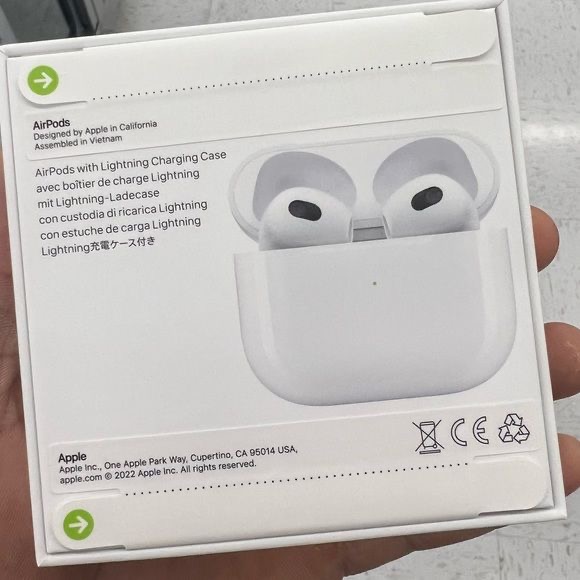 AirPods
Designed by Apple in California
Assembled in Vietnam
AirPods with Lightning Charging Case
avec boîtier de charge Lightning
mit Lightning-Ladecase
con custodia di ricarica Lightning
con estuche de carga Lightning
Lightning充電ケース付き
Apple
Apple Inc., One Apple Park Way, Cupertino, CA 95014 USA,
apple.com © 2022 Apple Inc. All rights reserved.
CE